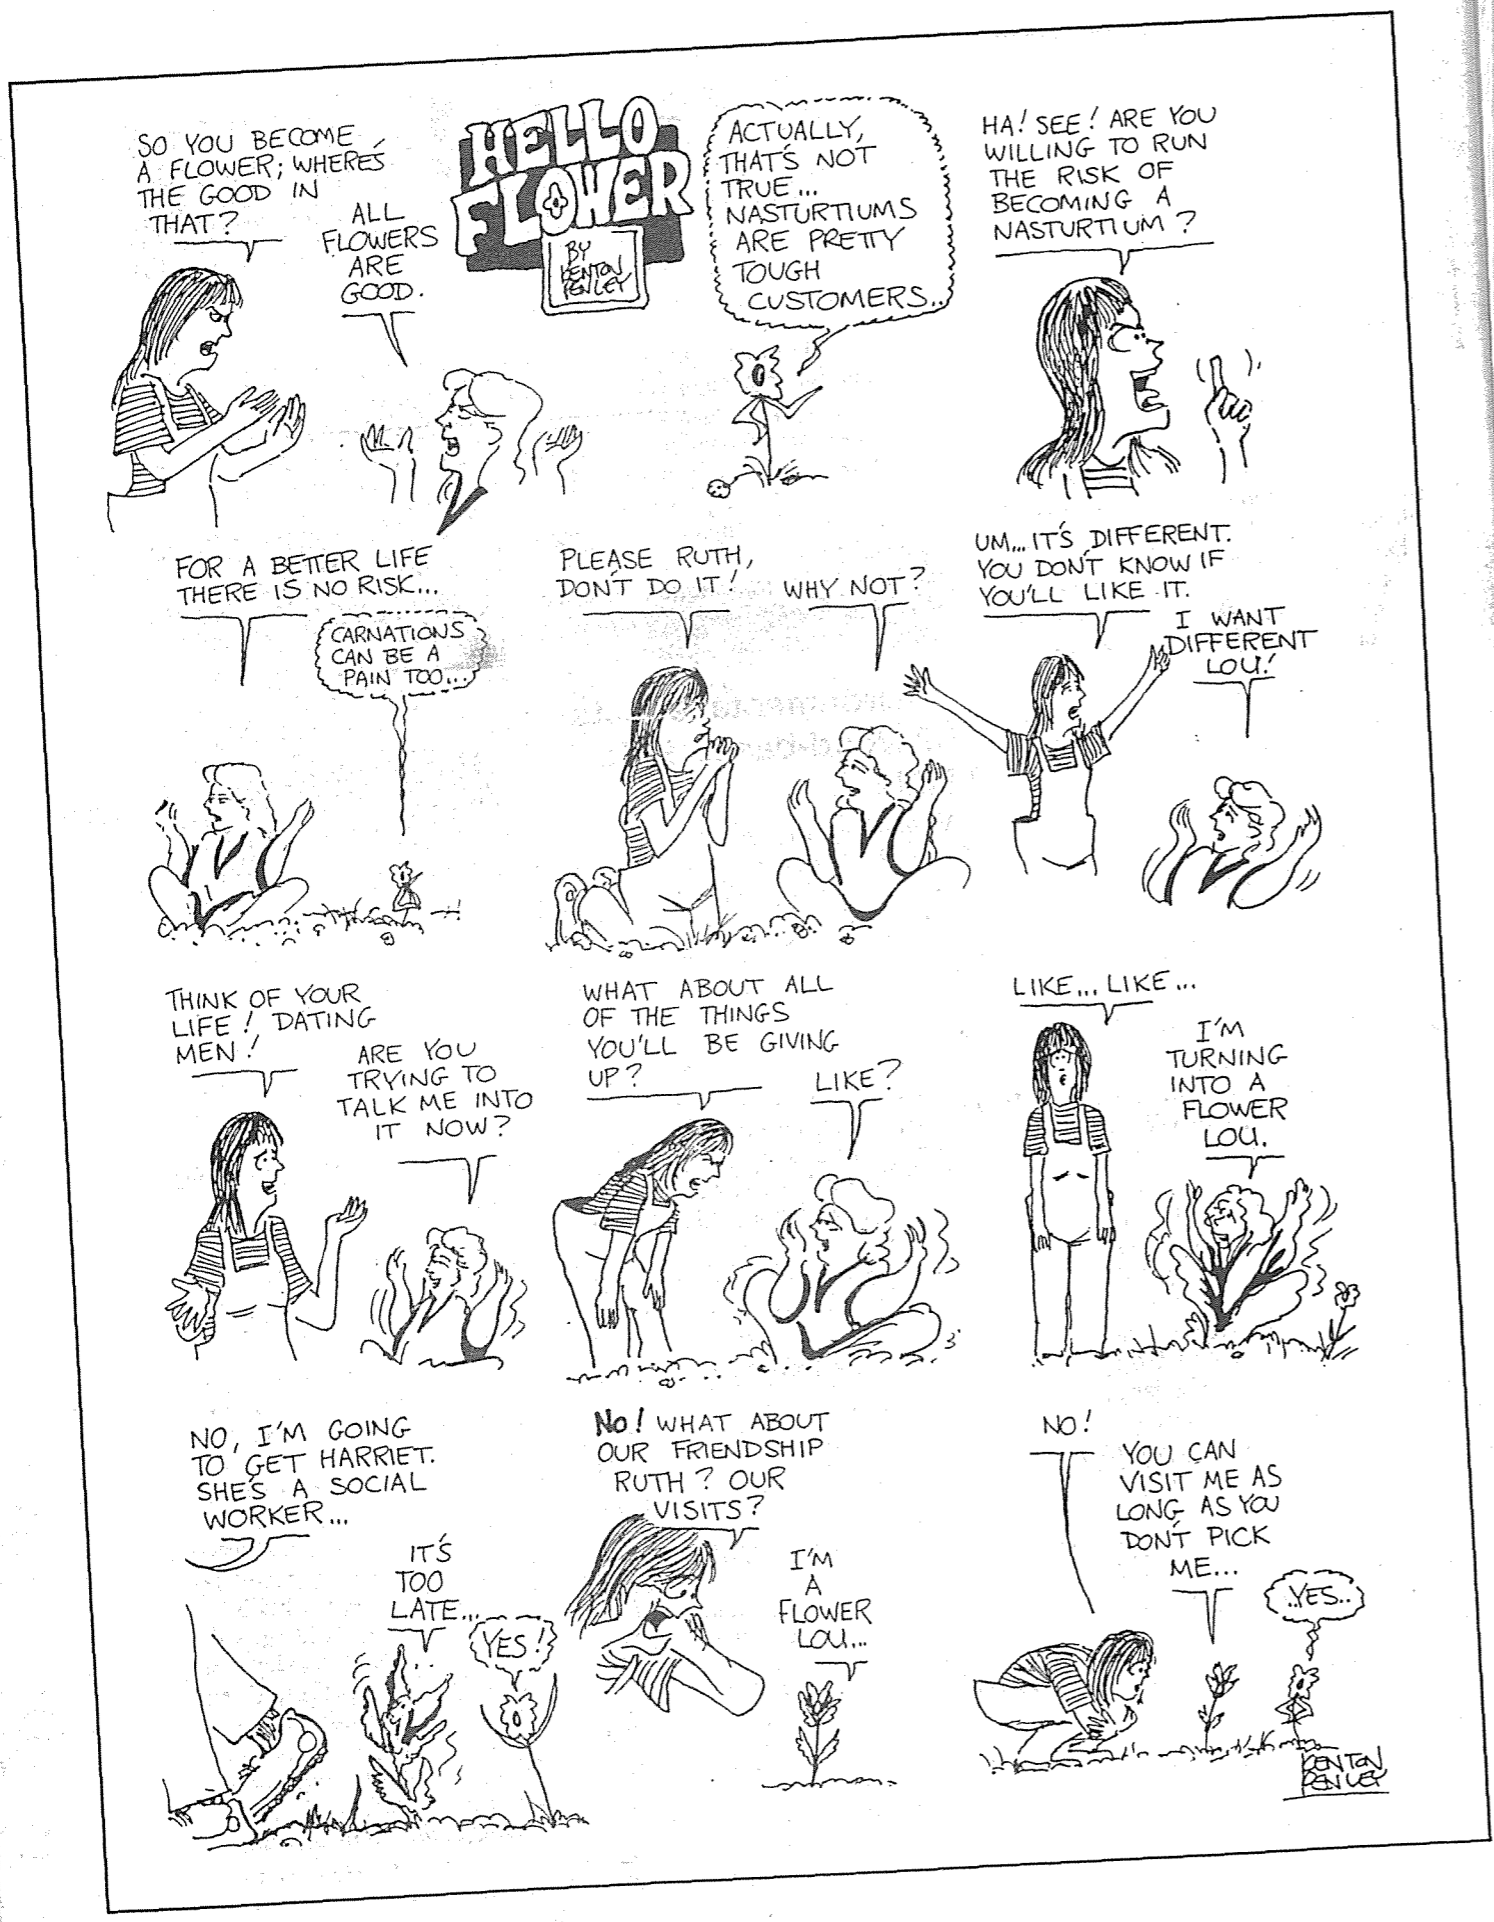 SO YOU BECOME
A FLOWER; WHERE'S
THE GOOD IN
THAT?
ALL
FLOWERS
ARE
GOOD.
HELLO
FLOWER
BY
KENTON
PENLEY
ACTUALLY,
THAT'S NOT
TRUE...
NASTURTIUMS
ARE PRETTY
TOUGH
CUSTOMERS..
HA! SEE! ARE YOU
WILLING TO RUN
THE RISK OF
BECOMING A
NASTURTIUM?
FOR A BETTER LIFE
THERE IS NO RISK...
CARNATIONS
CAN BE A
PAIN TOO...
PLEASE RUTH,
DON'T DO IT!
WHY NOT?
UM... IT'S DIFFERENT.
YOU DON'T KNOW IF
YOU'LL LIKE IT.
I WANT
DIFFERENT
LOU!
THINK OF YOUR
LIFE! DATING
MEN!
ARE YOU
TRYING TO
TALK ME INTO
IT NOW?
WHAT ABOUT ALL
OF THE THINGS
YOU'LL BE GIVING
UP?
LIKE?
LIKE... LIKE...
I'M
TURNING
INTO A
FLOWER
LOU.
NO, I'M GOING
TO GET HARRIET.
SHE'S A SOCIAL
WORKER...
IT'S
TOO
LATE...
YES!
NO! WHAT ABOUT
OUR FRIENDSHIP
RUTH? OUR
VISITS?
I'M
A
FLOWER
LOU...
NO!
YOU CAN
VISIT ME AS
LONG AS YOU
DON'T PICK
ME...
..YES..
KENTON
PENLEY